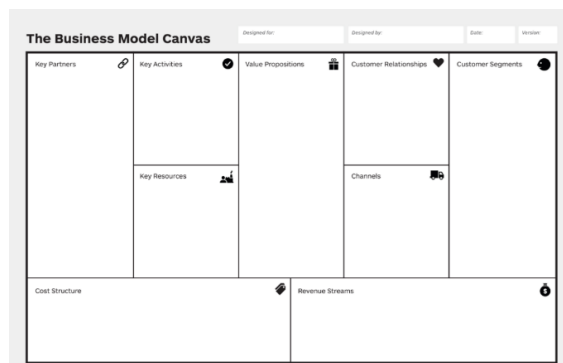 The Business Model Canvas
Designed for:
Designed by:
Date:
Version:
Key Partners
Key Activities
Value Propositions
Customer Relationships
Customer Segments
Key Resources
Channels
Cost Structure
Revenue Streams
$